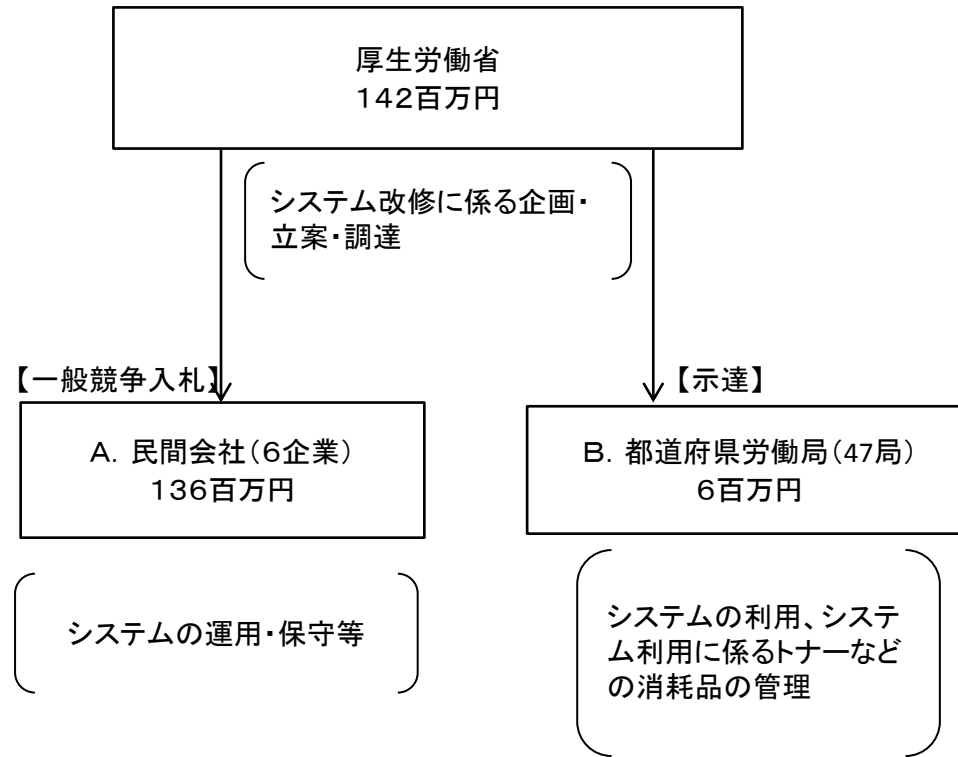 厚生労働省
142百万円
システム改修に係る企画・
立案・調達
【一般競争入札】
【示達】
A．民間会社（6企業）
136百万円
B．都道府県労働局（47局）
6百万円
システムの運用・保守等
システムの利用、システ
ム利用に係るトナーなど
の消耗品の管理